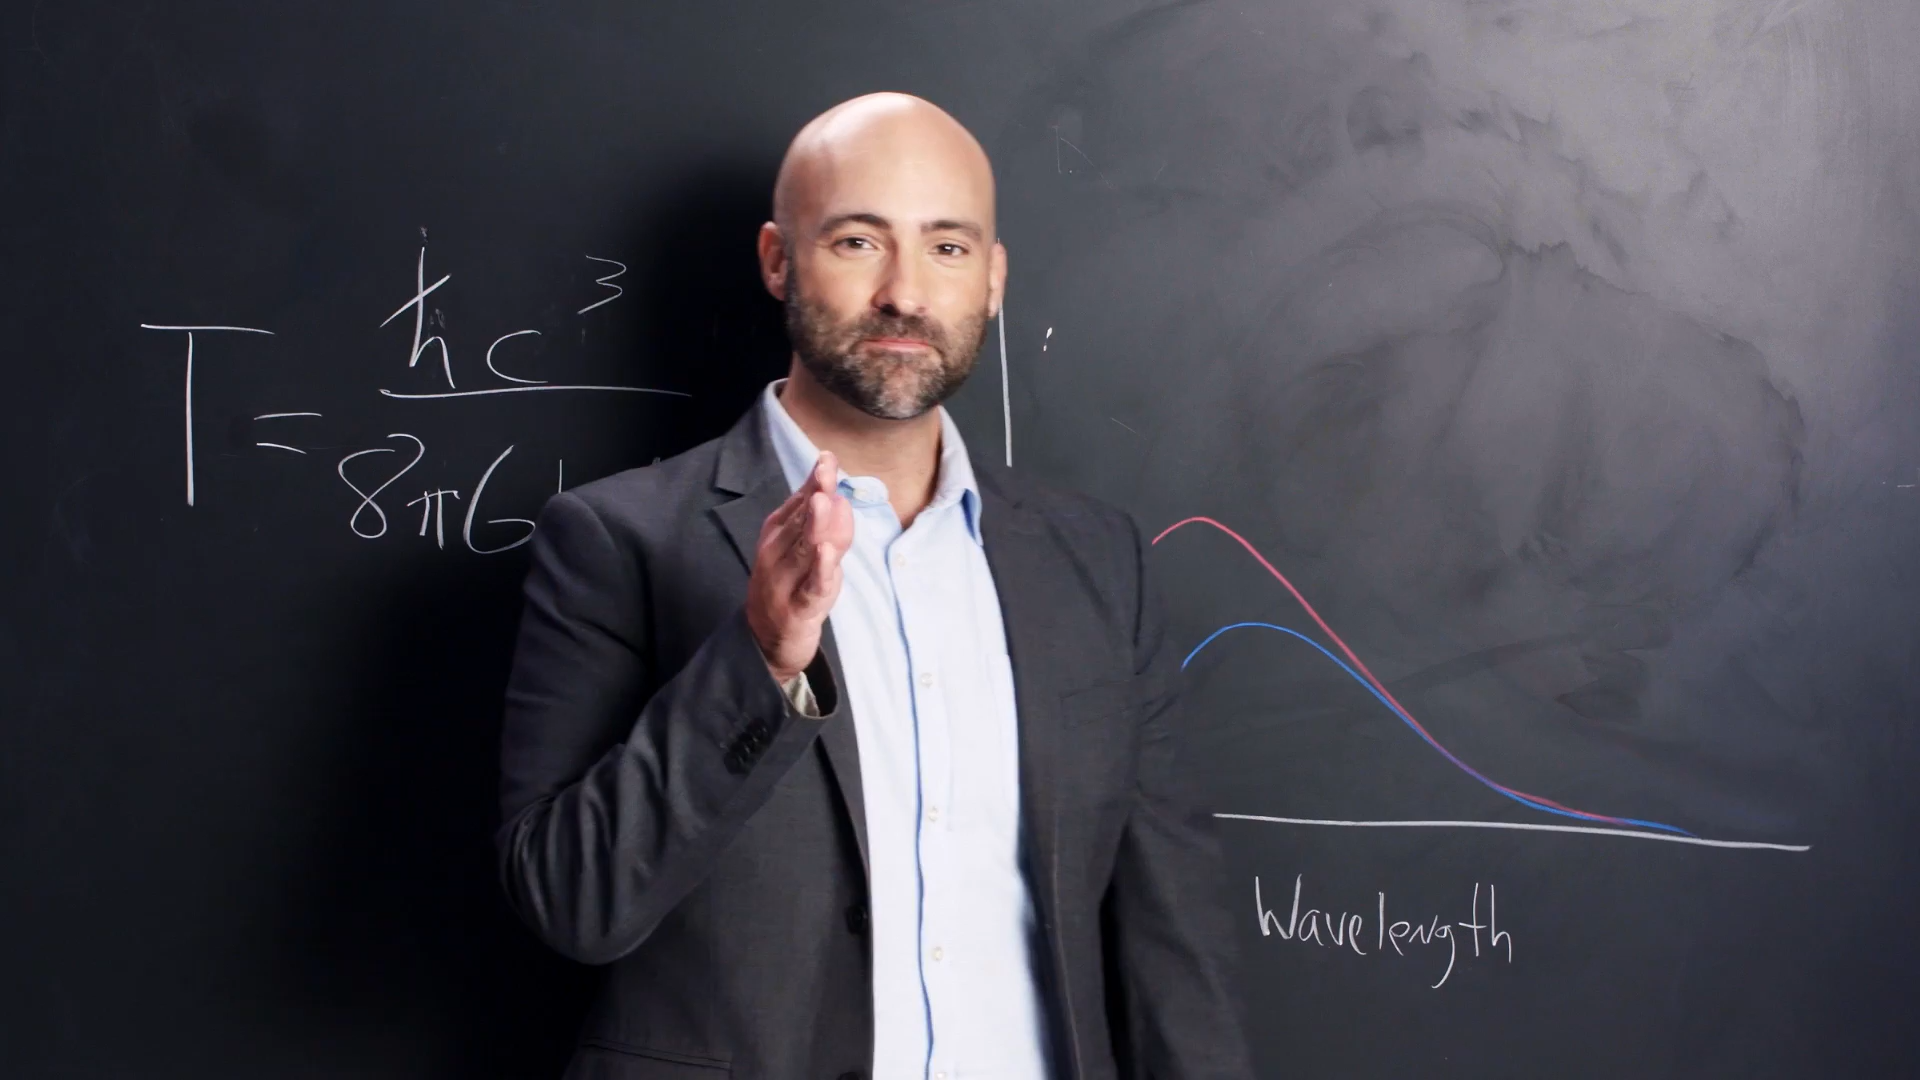 T = ħc³
8πG
Wavelength